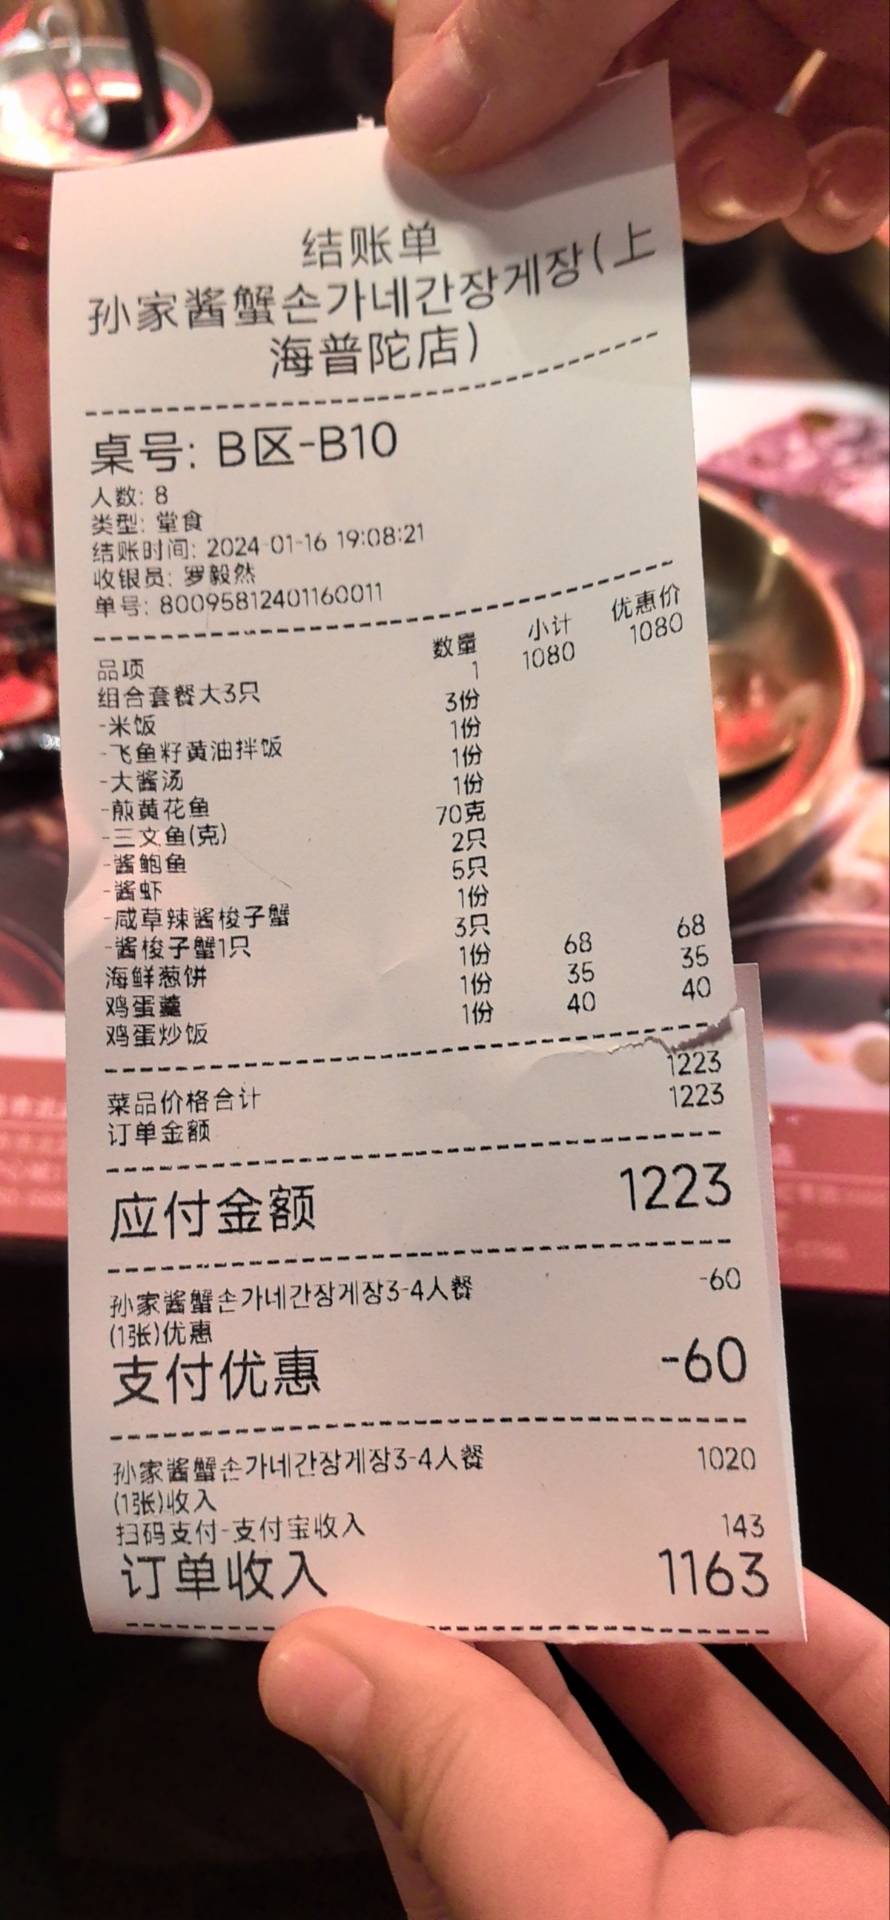 结账单
孙家酱蟹손가네간장게장(上
海普陀店)
桌号: B区-B10
人数: 8
类型: 堂食
结账时间: 2024-01-16 19:08:21
收银员: 罗毅然
单号: 80095812401160011
品项 数量 小计 优惠价
组合套餐大3只 1 1080 1080
-米饭 3份
-飞鱼籽黄油拌饭 1份
-大酱汤 1份
-煎黄花鱼 1份
-三文鱼(克) 70克
-酱鲍鱼 2只
-酱虾 5只
-咸草辣酱梭子蟹 1份
-酱梭子蟹1只 3只
海鲜葱饼 1份 68 68
鸡蛋羹 1份 35 35
鸡蛋炒饭 1份 40 40
菜品价格合计 1223
订单金额 1223
应付金额 1223
孙家酱蟹손가네간장게장3-4人餐 -60
(1张)优惠
支付优惠 -60
孙家酱蟹손가네간장게장3-4人餐 1020
(1张)收入
扫码支付-支付宝收入 143
订单收入 1163